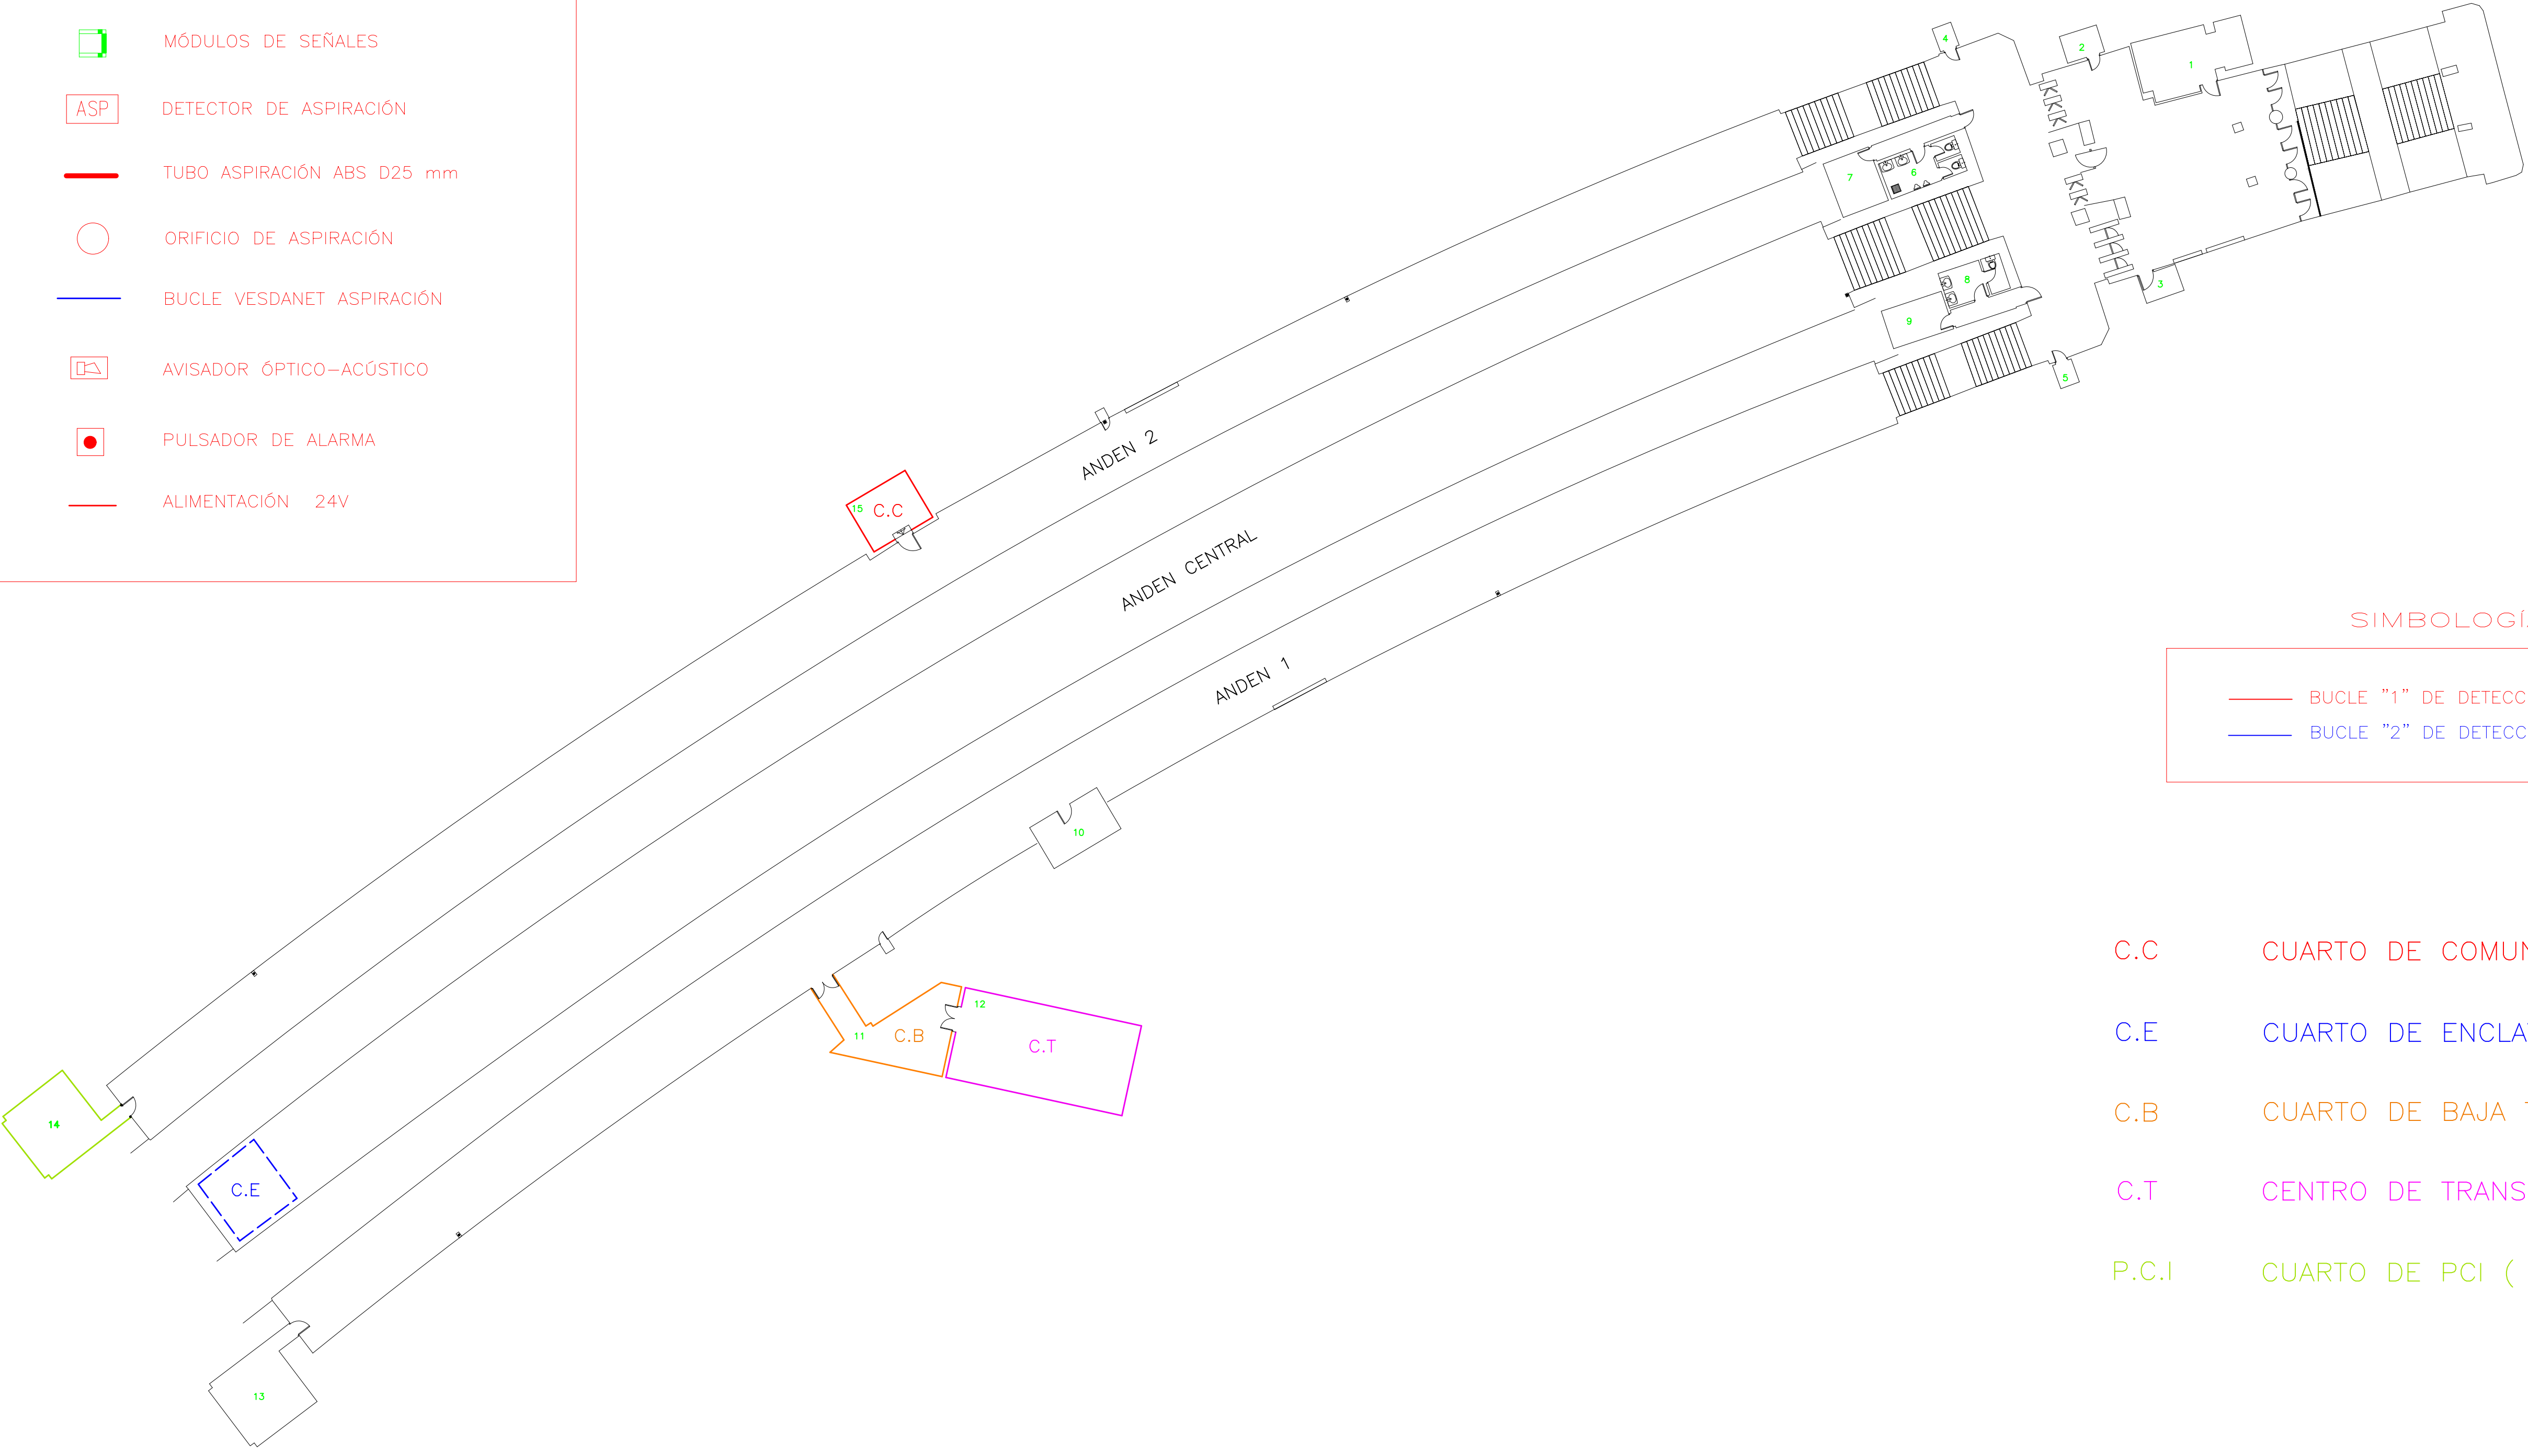 MÓDULOS DE SEÑALES
ASP DETECTOR DE ASPIRACIÓN
TUBO ASPIRACIÓN ABS D25 mm
ORIFICIO DE ASPIRACIÓN
BUCLE VESDANET ASPIRACIÓN
AVISADOR ÓPTICO-ACÚSTICO
PULSADOR DE ALARMA
ALIMENTACIÓN 24V
4
2
1
7
6
8
3
9
5
ANDEN 2
15
C.C
ANDEN CENTRAL
ANDEN 1
10
12
11
C.B
C.T
14
C.E
13
SIMBOLOGÍ
BUCLE "1" DE DETECC
BUCLE "2" DE DETECC
C.C CUARTO DE COMUN
C.E CUARTO DE ENCLA
C.B CUARTO DE BAJA T
C.T CENTRO DE TRANS
P.C.I CUARTO DE PCI (